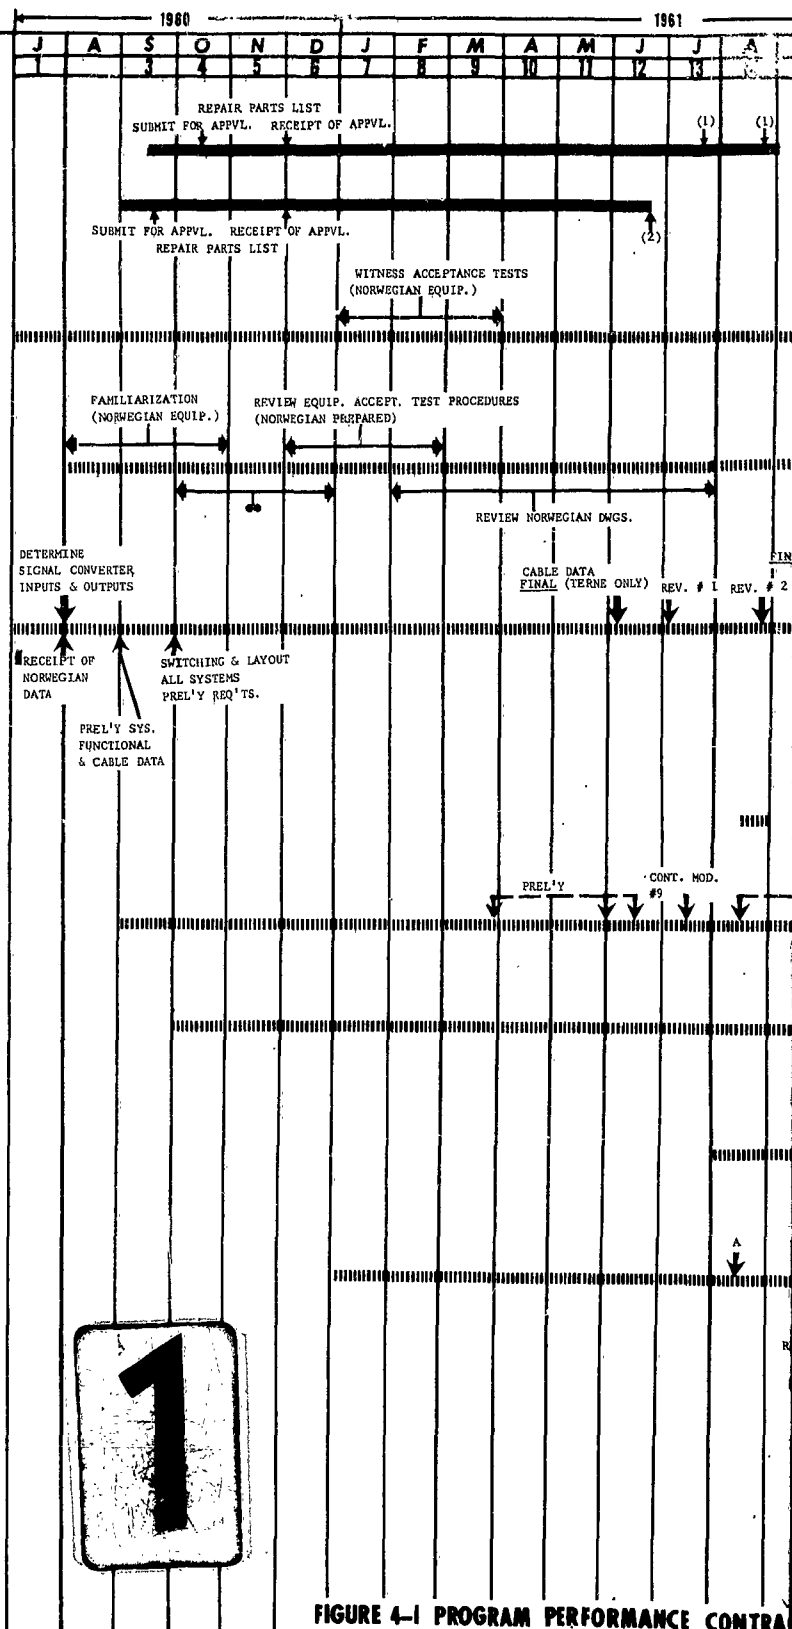 1960 1961
J A S O N D J F M A M J J A
1 3 4 5 6 7 8 9 10 11 12 13
REPAIR PARTS LIST
SUBMIT FOR APPVL. RECEIPT OF APPVL.
(1) (1)
SUBMIT FOR APPVL. RECEIPT OF APPVL.
REPAIR PARTS LIST
(2)
WITNESS ACCEPTANCE TESTS
(NORWEGIAN EQUIP.)
FAMILIARIZATION
(NORWEGIAN EQUIP.)
REVIEW EQUIP. ACCEPT. TEST PROCEDURES
(NORWEGIAN PREPARED)
REVIEW NORWEGIAN DWGS.
DETERMINE
SIGNAL CONVERTER
INPUTS & OUTPUTS
CABLE DATA
FINAL (TERNE ONLY) REV. # 1 REV. # 2
FIN
RECEIPT OF
NORWEGIAN
DATA
SWITCHING & LAYOUT
ALL SYSTEMS
PREL'Y REQ'TS.
PREL'Y SYS.
FUNCTIONAL
& CABLE DATA
PREL'Y
CONT. MOD.
#9
A
R
1
FIGURE 4-1 PROGRAM PERFORMANCE CONTRA